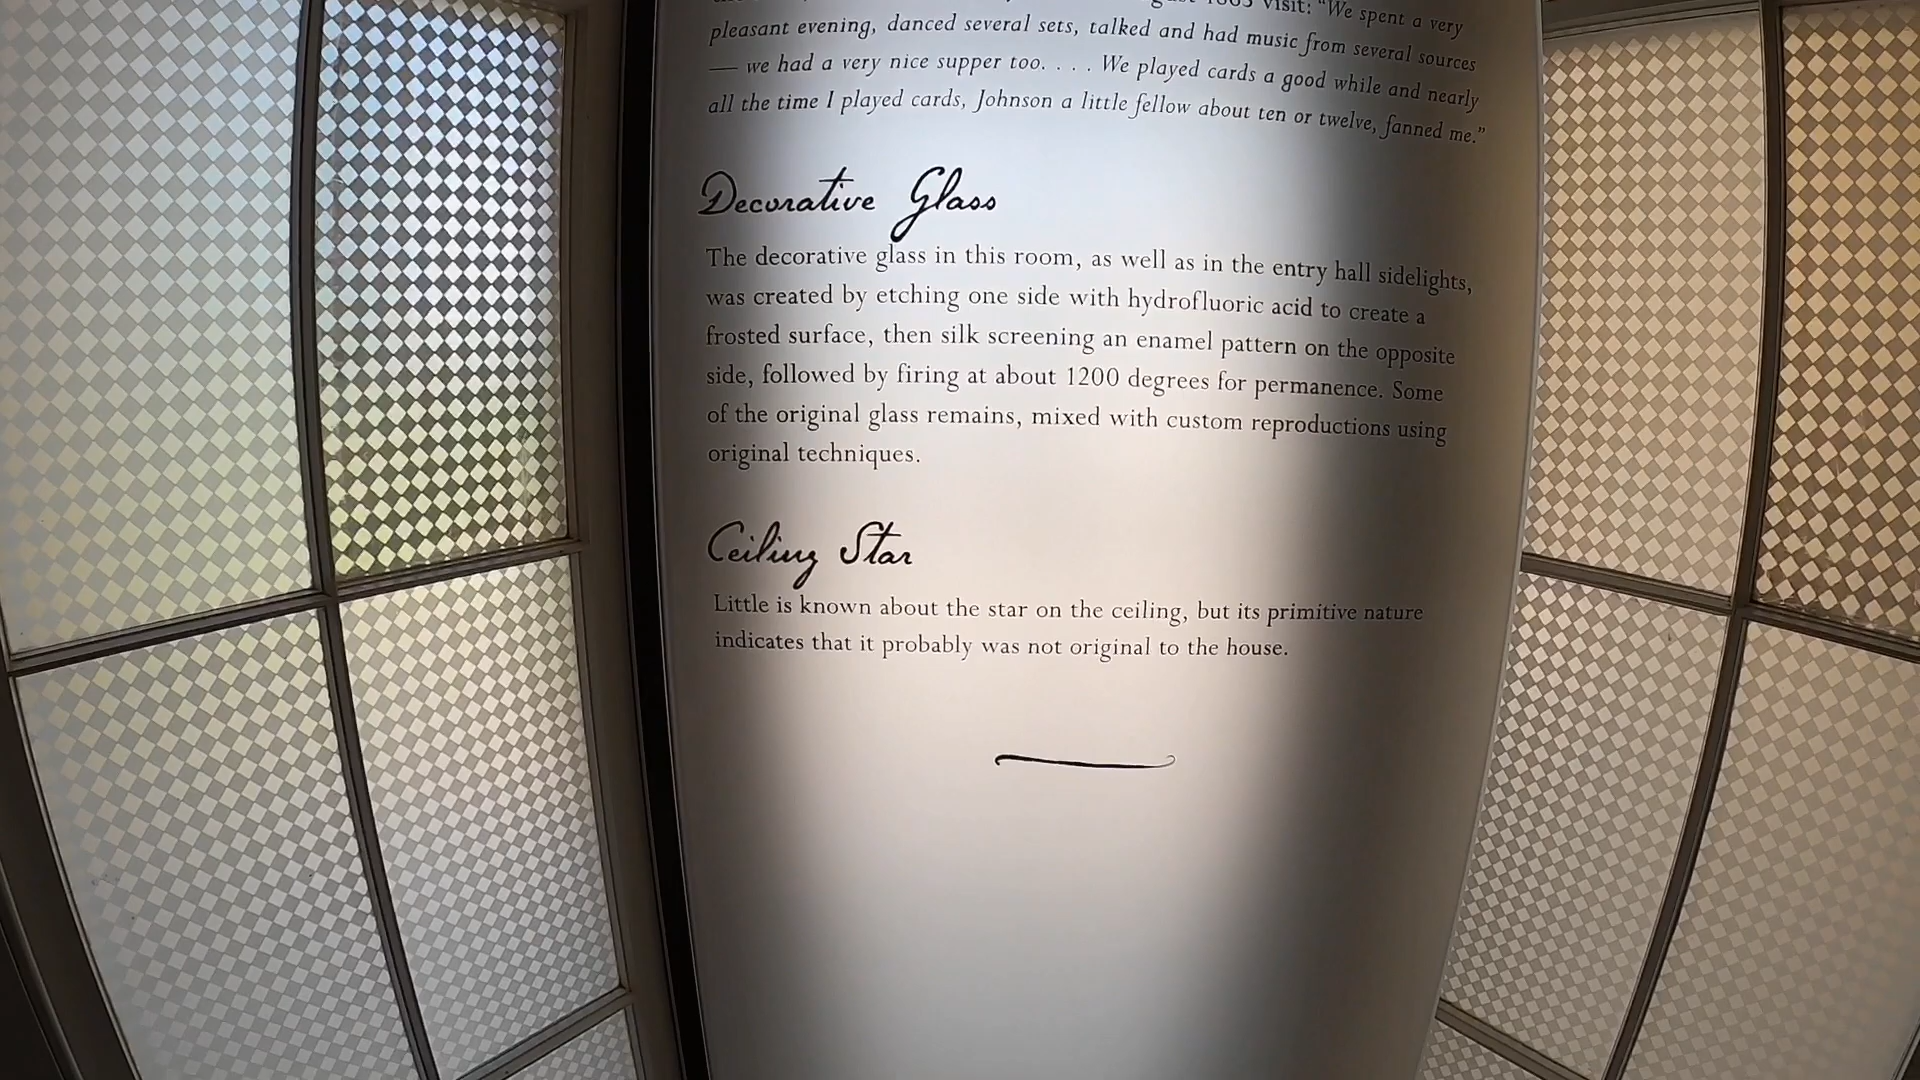 visit: "We spent a very
pleasant evening, danced several sets, talked and had music from several sources
— we had a very nice supper too. . . . We played cards a good while and nearly
all the time I played cards, Johnson a little fellow about ten or twelve, fanned me."
Decorative Glass
The decorative glass in this room, as well as in the entry hall sidelights,
was created by etching one side with hydrofluoric acid to create a
frosted surface, then silk screening an enamel pattern on the opposite
side, followed by firing at about 1200 degrees for permanence. Some
of the original glass remains, mixed with custom reproductions using
original techniques.
Ceiling Star
Little is known about the star on the ceiling, but its primitive nature
indicates that it probably was not original to the house.